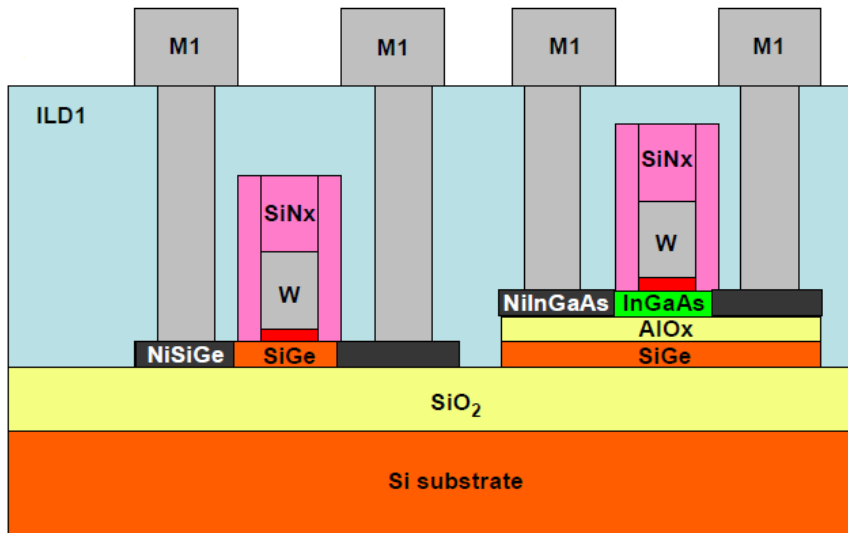 M1 M1 M1 M1
ILD1
SiNx
SiNx
W
W
NiInGaAs InGaAs
AlOx
NiSiGe SiGe
SiGe
SiO₂
Si substrate